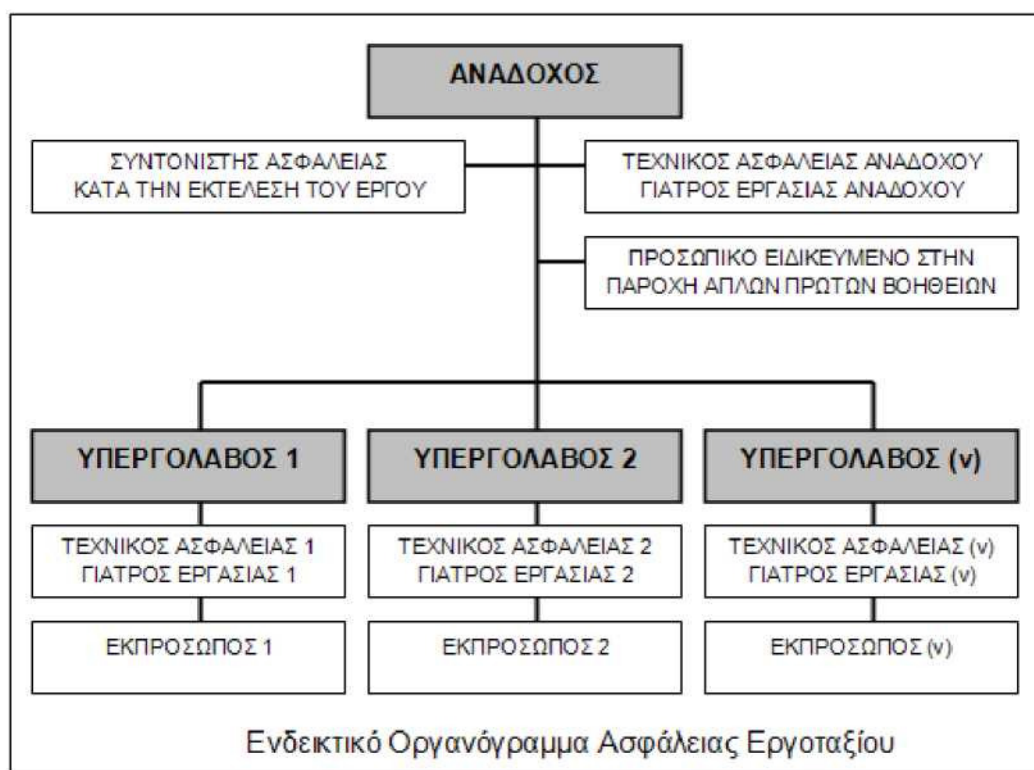 ΑΝΑΔΟΧΟΣ
ΣΥΝΤΟΝΙΣΤΗΣ ΑΣΦΑΛΕΙΑΣ
ΚΑΤΑ ΤΗΝ ΕΚΤΕΛΕΣΗ ΤΟΥ ΕΡΓΟΥ
ΤΕΧΝΙΚΟΣ ΑΣΦΑΛΕΙΑΣ ΑΝΑΔΟΧΟΥ
ΓΙΑΤΡΟΣ ΕΡΓΑΣΙΑΣ ΑΝΑΔΟΧΟΥ
ΠΡΟΣΩΠΙΚΟ ΕΙΔΙΚΕΥΜΕΝΟ ΣΤΗΝ
ΠΑΡΟΧΗ ΑΠΛΩΝ ΠΡΩΤΩΝ ΒΟΗΘΕΙΩΝ
ΥΠΕΡΓΟΛΑΒΟΣ 1
ΤΕΧΝΙΚΟΣ ΑΣΦΑΛΕΙΑΣ 1
ΓΙΑΤΡΟΣ ΕΡΓΑΣΙΑΣ 1
ΕΚΠΡΟΣΩΠΟΣ 1
ΥΠΕΡΓΟΛΑΒΟΣ 2
ΤΕΧΝΙΚΟΣ ΑΣΦΑΛΕΙΑΣ 2
ΓΙΑΤΡΟΣ ΕΡΓΑΣΙΑΣ 2
ΕΚΠΡΟΣΩΠΟΣ 2
ΥΠΕΡΓΟΛΑΒΟΣ (ν)
ΤΕΧΝΙΚΟΣ ΑΣΦΑΛΕΙΑΣ (ν)
ΓΙΑΤΡΟΣ ΕΡΓΑΣΙΑΣ (ν)
ΕΚΠΡΟΣΩΠΟΣ (ν)
Ενδεικτικό Οργανόγραμμα Ασφάλειας Εργοταξίου